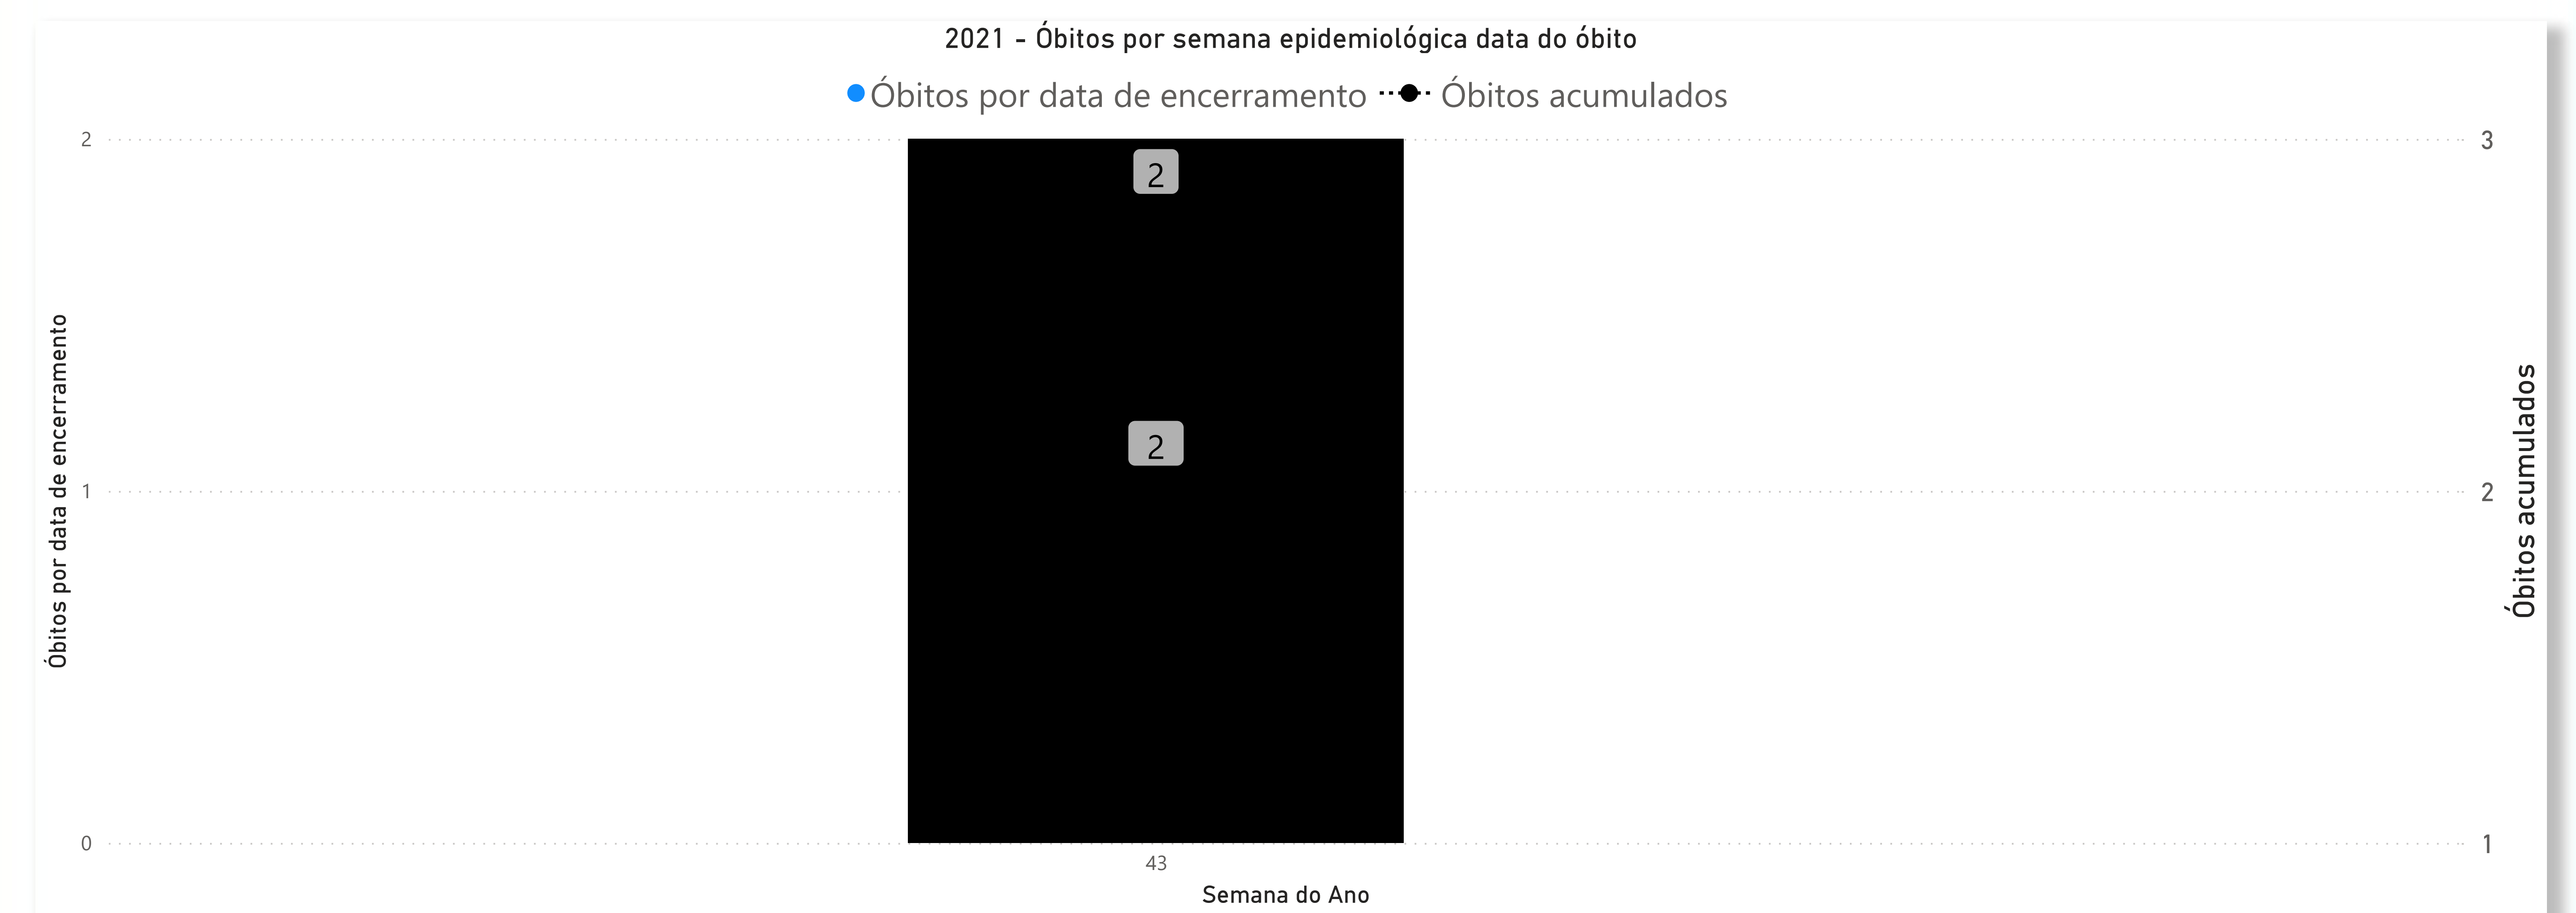 2021 - Óbitos por semana epidemiológica data do óbito
Óbitos por data de encerramento Óbitos acumulados
2
1
0
Óbitos por data de encerramento
2
2
43
Semana do Ano
3
2
1
Óbitos acumulados